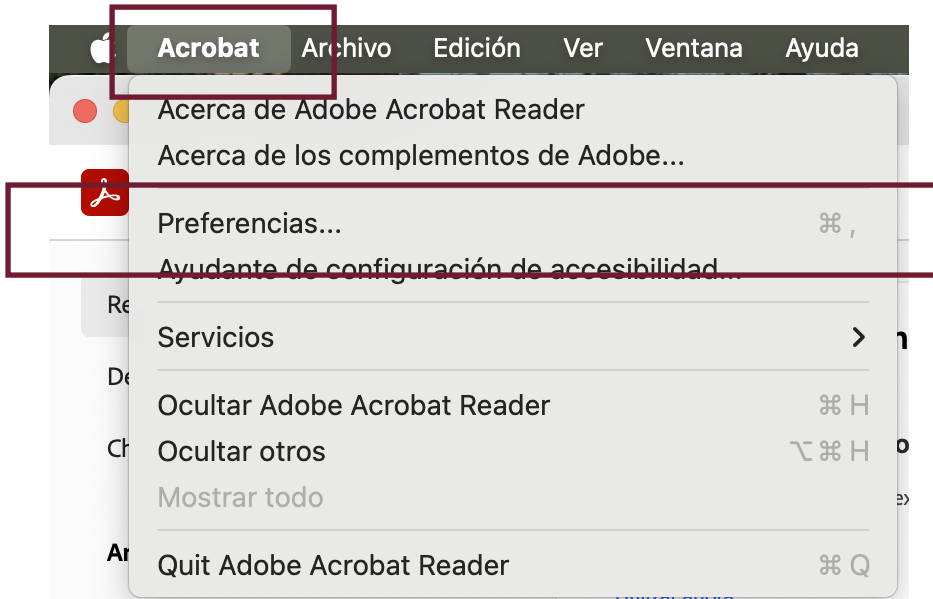 Acrobat Archivo Edición Ver Ventana Ayuda
Acerca de Adobe Acrobat Reader
Acerca de los complementos de Adobe...
Preferencias... ⌘ ,
Ayudante de configuración de accesibilidad...
Servicios
Ocultar Adobe Acrobat Reader ⌘ H
Ocultar otros ⌥ ⌘ H
Mostrar todo
Quit Adobe Acrobat Reader ⌘ Q